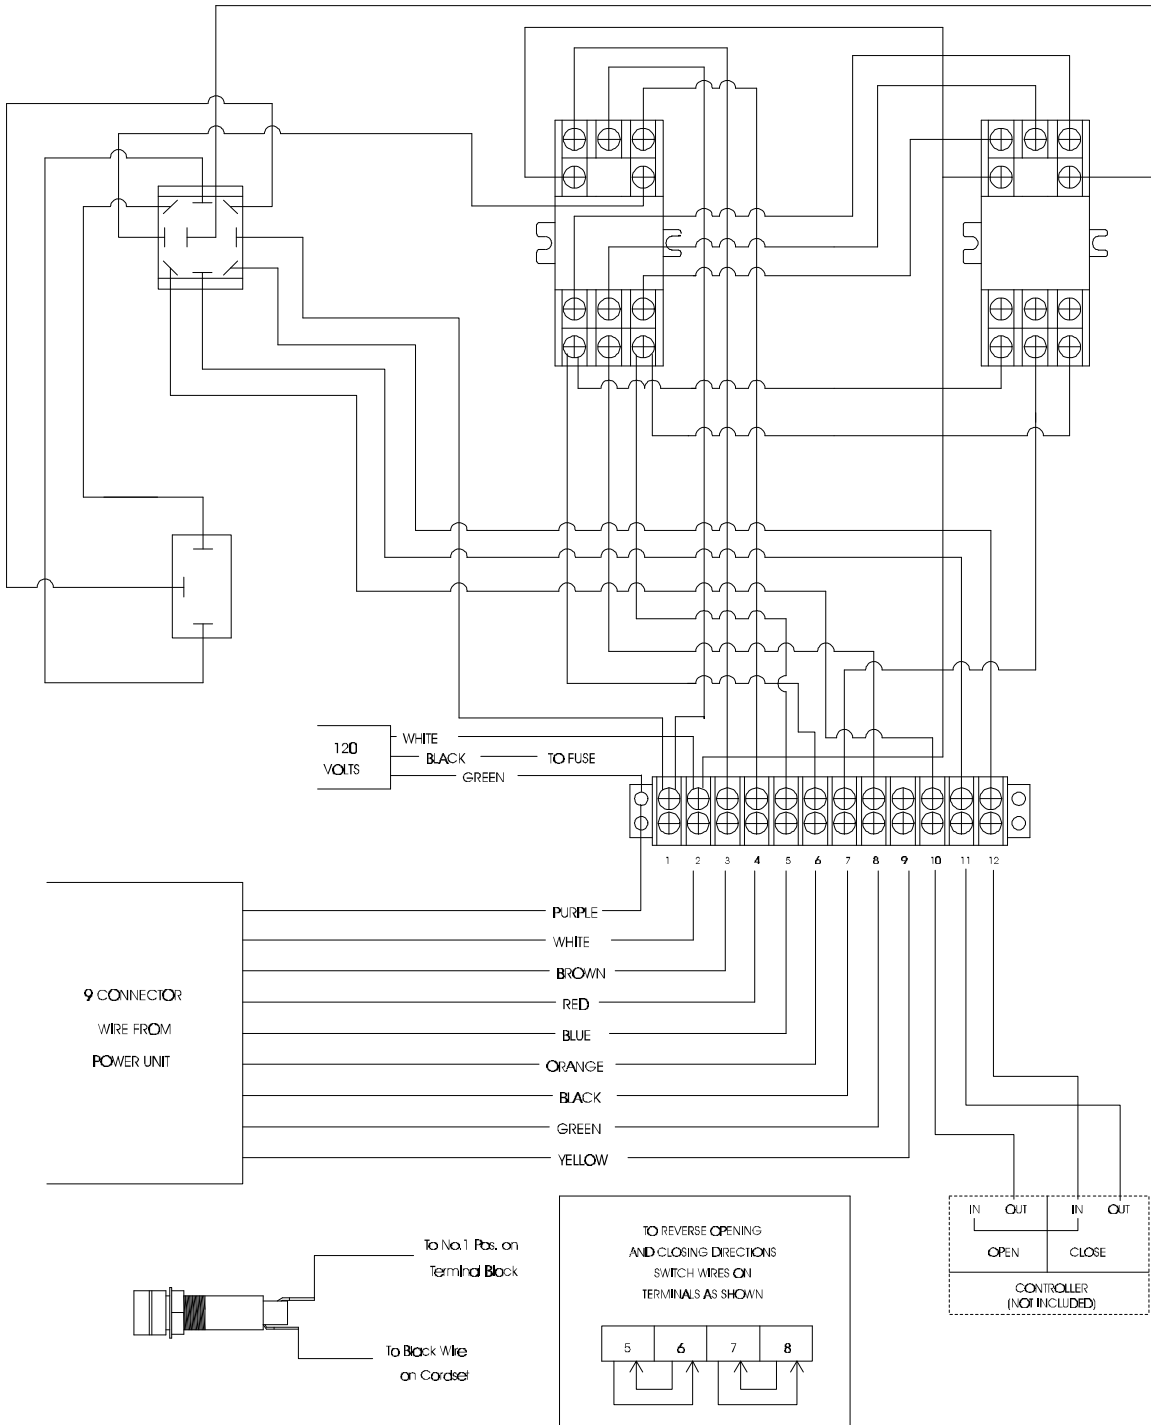 120
VOLTS
WHITE
BLACK
TO FUSE
GREEN
1 2 3 4 5 6 7 8 9 10 11 12
9 CONNECTOR
WIRE FROM
POWER UNIT
PURPLE
WHITE
BROWN
RED
BLUE
ORANGE
BLACK
GREEN
YELLOW
IN OUT IN OUT
OPEN CLOSE
CONTROLLER
(NOT INCLUDED)
To No.1 Pos. on
Terminal Black
To Black Wire
on Cordset
TO REVERSE OPENING
AND CLOSING DIRECTIONS
SWITCH WIRES ON
TERMINALS AS SHOWN
5 6 7 8